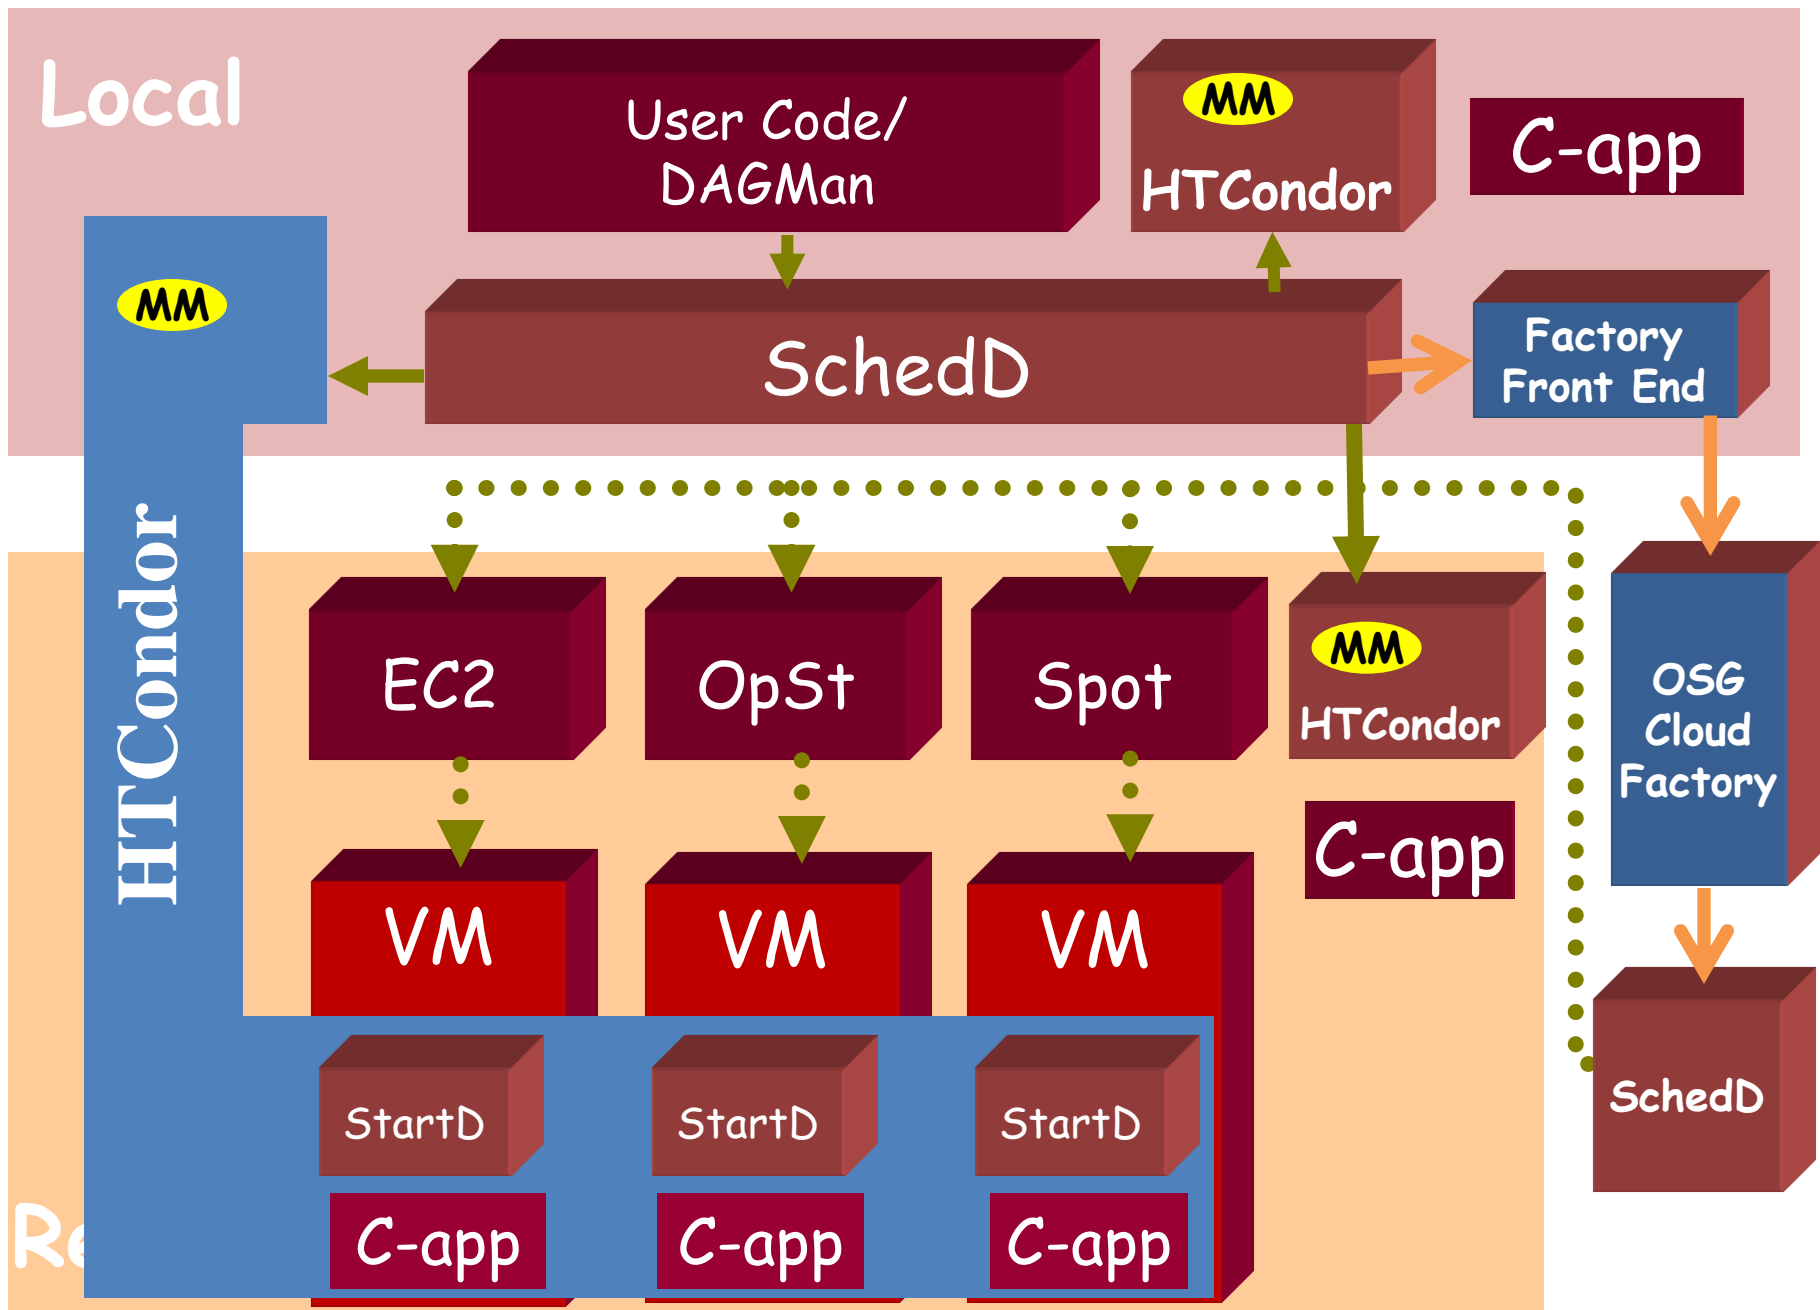 Local
User Code/
DAGMan
MM
HTCondor
C-app
MM
SchedD
Factory
Front End
HTCondor
EC2
OpSt
Spot
MM
HTCondor
OSG
Cloud
Factory
C-app
VM
VM
VM
StartD
StartD
StartD
SchedD
C-app
C-app
C-app